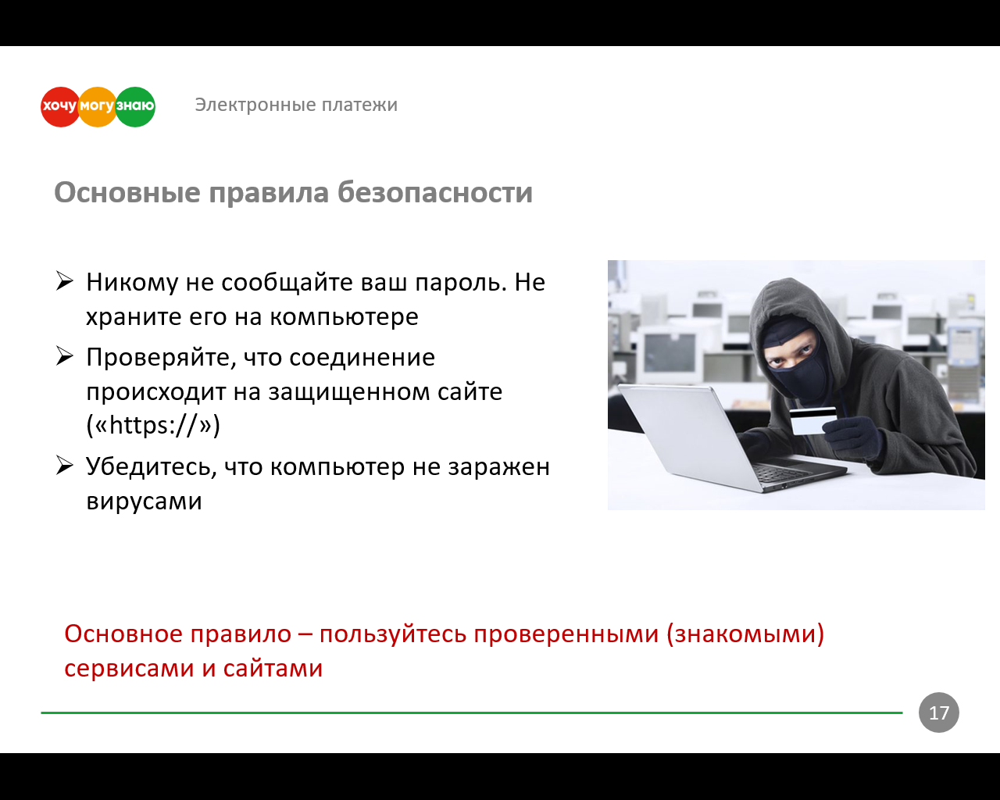 хочу могу знаю
Электронные платежи
Основные правила безопасности
Никому не сообщайте ваш пароль. Не
храните его на компьютере
Проверяйте, что соединение
происходит на защищенном сайте
(«https://»)
Убедитесь, что компьютер не заражен
вирусами
Основное правило – пользуйтесь проверенными (знакомыми)
сервисами и сайтами
17